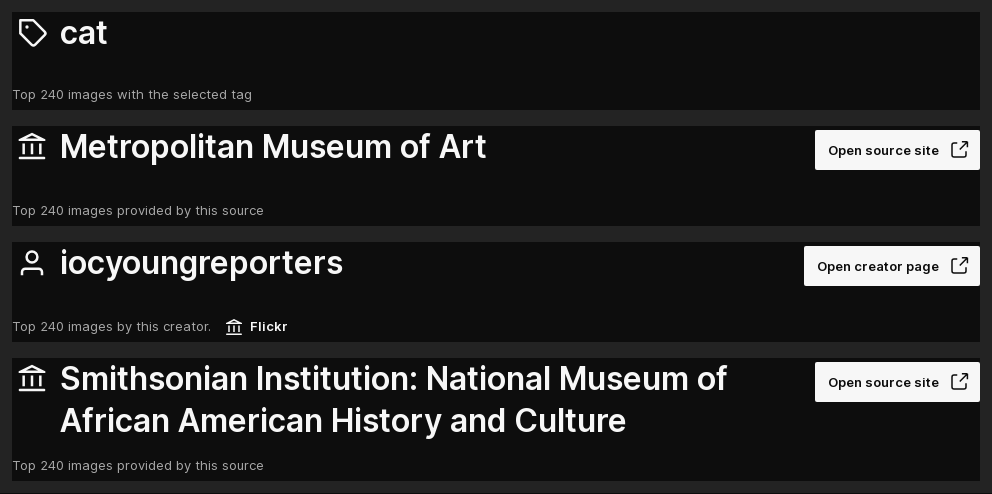 cat
Top 240 images with the selected tag
Metropolitan Museum of Art
Open source site
Top 240 images provided by this source
iocyoungreporters
Open creator page
Top 240 images by this creator.
Flickr
Smithsonian Institution: National Museum of
African American History and Culture
Open source site
Top 240 images provided by this source